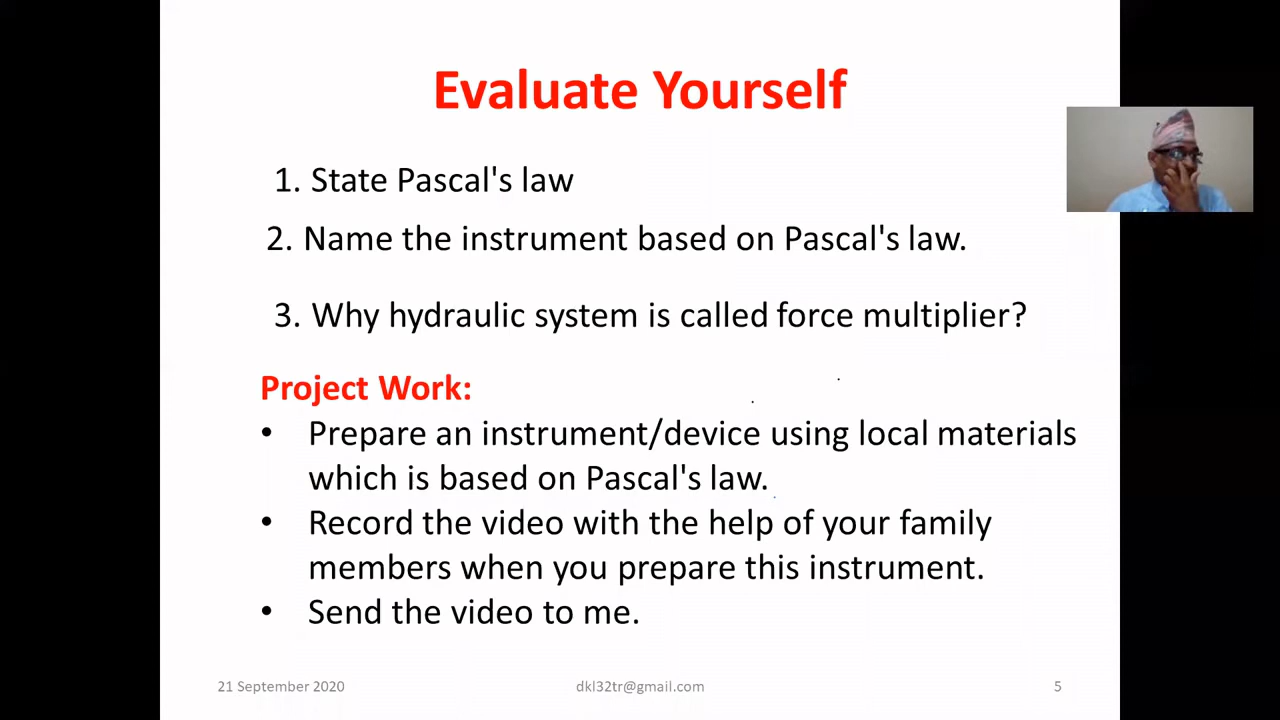 Evaluate Yourself
1. State Pascal's law
2. Name the instrument based on Pascal's law.
3. Why hydraulic system is called force multiplier?
Project Work:
• Prepare an instrument/device using local materials
which is based on Pascal's law.
• Record the video with the help of your family
members when you prepare this instrument.
• Send the video to me.
21 September 2020
dkl32tr@gmail.com
5